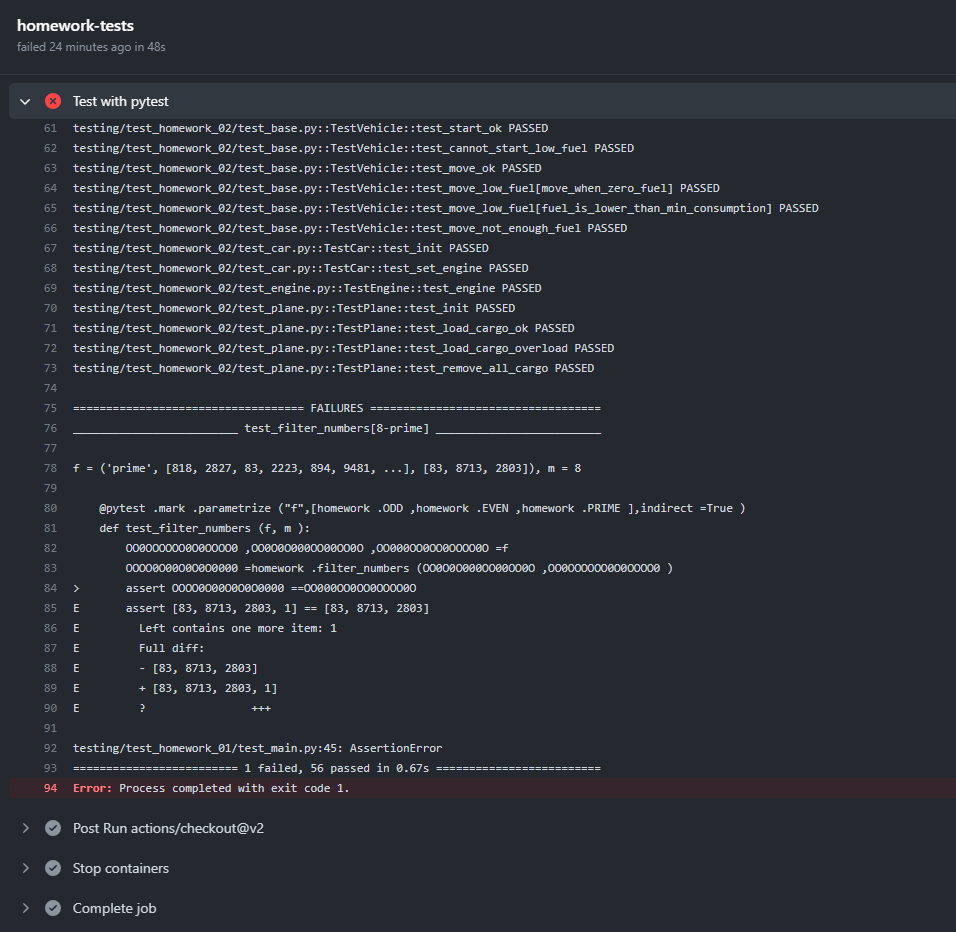 homework-tests
failed 24 minutes ago in 48s
Test with pytest
61 testing/test_homework_02/test_base.py::TestVehicle::test_start_ok PASSED
62 testing/test_homework_02/test_base.py::TestVehicle::test_cannot_start_low_fuel PASSED
63 testing/test_homework_02/test_base.py::TestVehicle::test_move_ok PASSED
64 testing/test_homework_02/test_base.py::TestVehicle::test_move_low_fuel[move_when_zero_fuel] PASSED
65 testing/test_homework_02/test_base.py::TestVehicle::test_move_low_fuel[fuel_is_lower_than_min_consumption] PASSED
66 testing/test_homework_02/test_base.py::TestVehicle::test_move_not_enough_fuel PASSED
67 testing/test_homework_02/test_car.py::TestCar::test_init PASSED
68 testing/test_homework_02/test_car.py::TestCar::test_set_engine PASSED
69 testing/test_homework_02/test_engine.py::TestEngine::test_engine PASSED
70 testing/test_homework_02/test_plane.py::TestPlane::test_init PASSED
71 testing/test_homework_02/test_plane.py::TestPlane::test_load_cargo_ok PASSED
72 testing/test_homework_02/test_plane.py::TestPlane::test_load_cargo_overload PASSED
73 testing/test_homework_02/test_plane.py::TestPlane::test_remove_all_cargo PASSED
74
75 =================================== FAILURES ===================================
76 _________________________ test_filter_numbers[8-prime] _________________________
77
78 f = ('prime', [818, 2827, 83, 2223, 894, 9481, ...], [83, 8713, 2803]), m = 8
79
80 @pytest .mark .parametrize ("f",[homework .ODD ,homework .EVEN ,homework .PRIME ],indirect =True )
81 def test_filter_numbers (f, m ):
82 , , =f
83 =homework .filter_numbers ( , )
84 > assert ==
85 E assert [83, 8713, 2803, 1] == [83, 8713, 2803]
86 E Left contains one more item: 1
87 E Full diff:
88 E - [83, 8713, 2803]
89 E + [83, 8713, 2803, 1]
90 E ? +++
91
92 testing/test_homework_01/test_main.py:45: AssertionError
93 ========================= 1 failed, 56 passed in 0.67s =========================
94 Error: Process completed with exit code 1.
Post Run actions/checkout@v2
Stop containers
Complete job